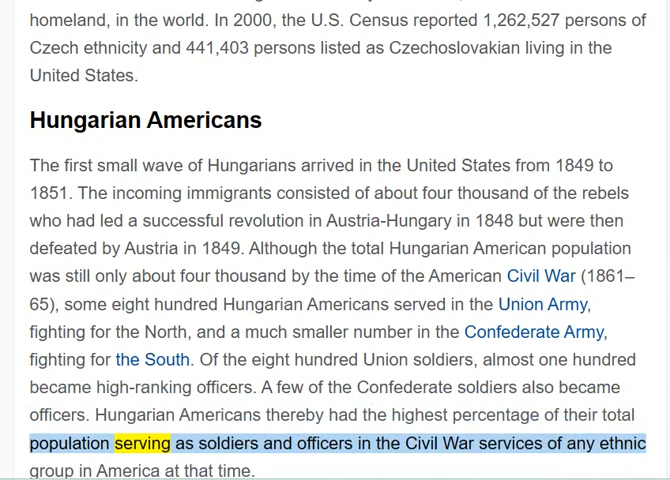 homeland, in the world. In 2000, the U.S. Census reported 1,262,527 persons of
Czech ethnicity and 441,403 persons listed as Czechoslovakian living in the
United States.
Hungarian Americans
The first small wave of Hungarians arrived in the United States from 1849 to
1851. The incoming immigrants consisted of about four thousand of the rebels
who had led a successful revolution in Austria-Hungary in 1848 but were then
defeated by Austria in 1849. Although the total Hungarian American population
was still only about four thousand by the time of the American Civil War (1861–
65), some eight hundred Hungarian Americans served in the Union Army,
fighting for the North, and a much smaller number in the Confederate Army,
fighting for the South. Of the eight hundred Union soldiers, almost one hundred
became high-ranking officers. A few of the Confederate soldiers also became
officers. Hungarian Americans thereby had the highest percentage of their total
population serving as soldiers and officers in the Civil War services of any ethnic
group in America at that time.